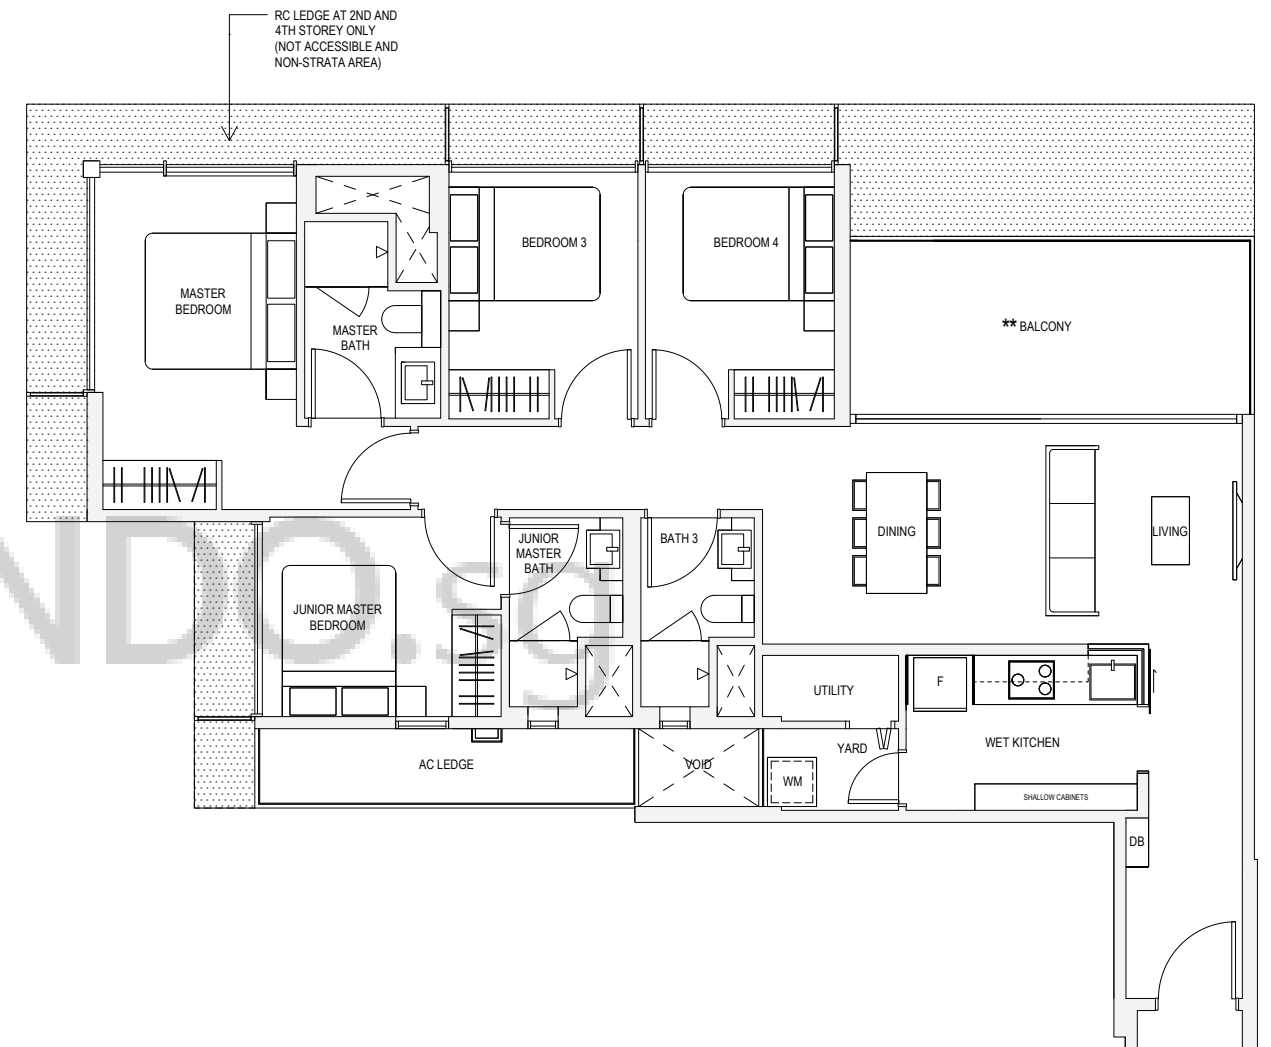 RC LEDGE AT 2ND AND
4TH STOREY ONLY
(NOT ACCESSIBLE AND
NON-STRATA AREA)
MASTER
BEDROOM
MASTER
BATH
BEDROOM 3
BEDROOM 4
** BALCONY
DINING
LIVING
JUNIOR MASTER
BEDROOM
JUNIOR
MASTER
BATH
BATH 3
UTILITY
F
WET KITCHEN
YARD
WM
SHALLOW CABINETS
AC LEDGE
VOID
DB
NDO.sg